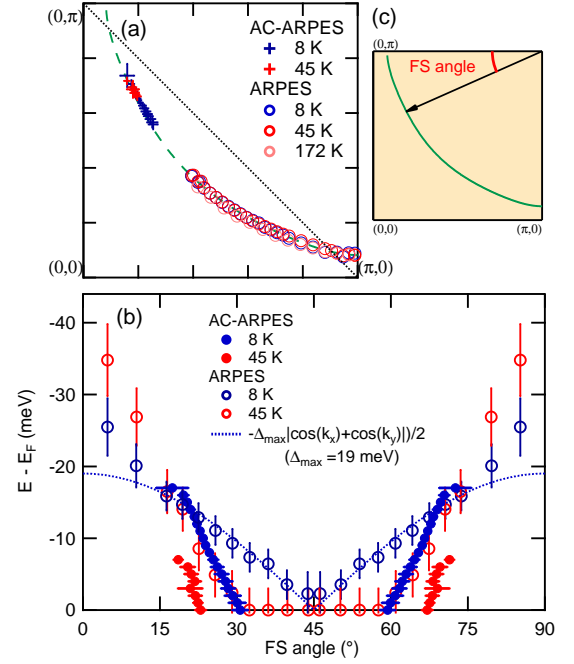 (0,π)
(a)
AC-ARPES
8 K
45 K
ARPES
8 K
45 K
172 K
(0,0)
(π,0)
(c)
(0,π)
FS angle
(0,0)
(π,0)
(b)
AC-ARPES
8 K
45 K
ARPES
8 K
45 K
-Δmax|cos(kx)+cos(ky)|)/2
(Δmax =19 meV)
E - EF (meV)
-40
-30
-20
-10
0
0 15 30 45 60 75 90
FS angle (°)